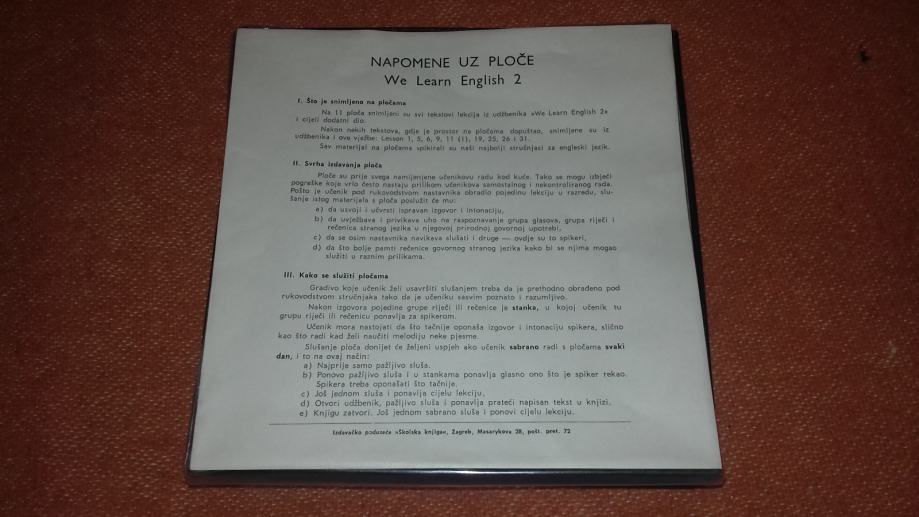 NAPOMENE UZ PLOČE
We Learn English 2
I. Što je snimljeno na pločama
Na 11 ploča snimljeni su svi tekstovi lekcija iz udžbenika »We Learn English 2«
i cijeli dodatni dio.
Nakon nekih tekstova, gdje je prostor na pločama dopuštao, snimljene su iz
udžbenika i ove vježbe: Lesson 1, 5, 6, 9, 11 (I), 19, 25, 26 i 31.
Sav materijal na pločama spikirali su naši najbolji stručnjaci za engleski jezik.
II. Svrha izdavanja ploča
Ploče su prije svega namijenjene učenikovu radu kod kuće. Tako se mogu izbjeći
pogreške koje vrlo često nastaju prilikom učenikova samostalnog i nekontroliranog rada.
Pošto je učenik pod rukovodstvom nastavnika obradio pojedinu lekciju u razredu, slu-
šanje istog materijala s ploča poslužit će mu:
a) da usvoji i učvrsti ispravan izgovor i intonaciju,
b) da uvježbava i privikava uho na raspoznavanje grupa glasova, grupa riječi i
rečenica stranog jezika u njegovoj prirodnoj govornoj upotrebi,
c) da se osim nastavnika navikava slušati i druge — ovdje su to spikeri,
d) da što bolje pamti rečenice govornog stranog jezika kako bi se njima mogao
služiti u raznim prilikama.
III. Kako se služiti pločama
Gradivo koje učenik želi usavršiti slušanjem treba da je prethodno obrađeno pod
rukovodstvom stručnjaka tako da je učeniku sasvim poznato i razumljivo.
Nakon izgovora pojedine grupe riječi ili rečenice je stanka, u kojoj učenik tu
grupu riječi ili rečenicu ponavlja za spikerom.
Učenik mora nastojati da što tačnije oponaša izgovor i intonaciju spikera, slično
kao što radi kad želi naučiti melodiju neke pjesme.
Slušanje ploča donijet će željeni uspjeh ako učenik sabrano radi s pločama svaki
dan, i to na ovaj način:
a) Najprije samo pažljivo sluša.
b) Ponovo pažljivo sluša i u stankama ponavlja glasno ono što je spiker rekao.
Spikera treba oponašati što tačnije.
c) Još jednom sluša i ponavlja cijelu lekciju.
d) Otvori udžbenik, pažljivo sluša i ponavlja prateći napisan tekst u knjizi.
e) Knjigu zatvori. Još jednom sabrano sluša i ponovi cijelu lekciju.
Izdavačko poduzeće »Školska knjiga«, Zagreb, Masarykova 28, pošt. pret. 72